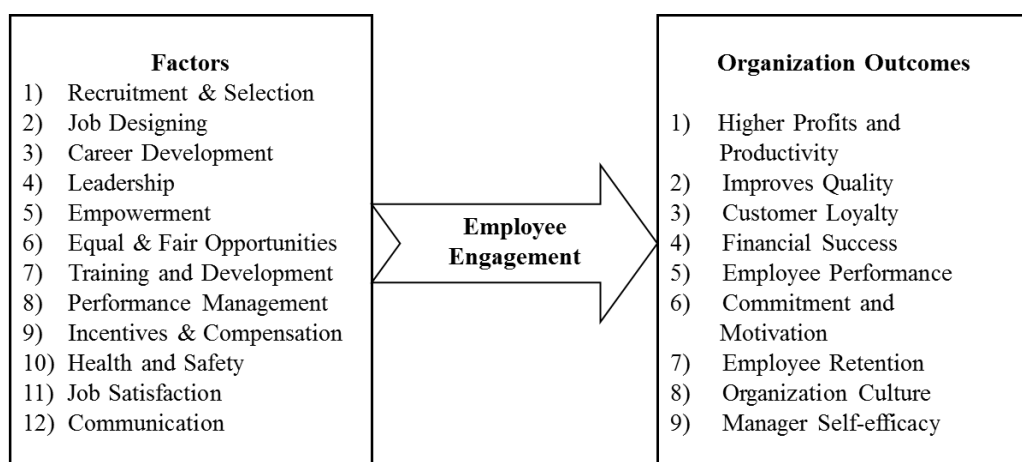 Factors
1) Recruitment & Selection
2) Job Designing
3) Career Development
4) Leadership
5) Empowerment
6) Equal & Fair Opportunities
7) Training and Development
8) Performance Management
9) Incentives & Compensation
10) Health and Safety
11) Job Satisfaction
12) Communication
Employee
Engagement
Organization Outcomes
1) Higher Profits and
Productivity
2) Improves Quality
3) Customer Loyalty
4) Financial Success
5) Employee Performance
6) Commitment and
Motivation
7) Employee Retention
8) Organization Culture
9) Manager Self-efficacy